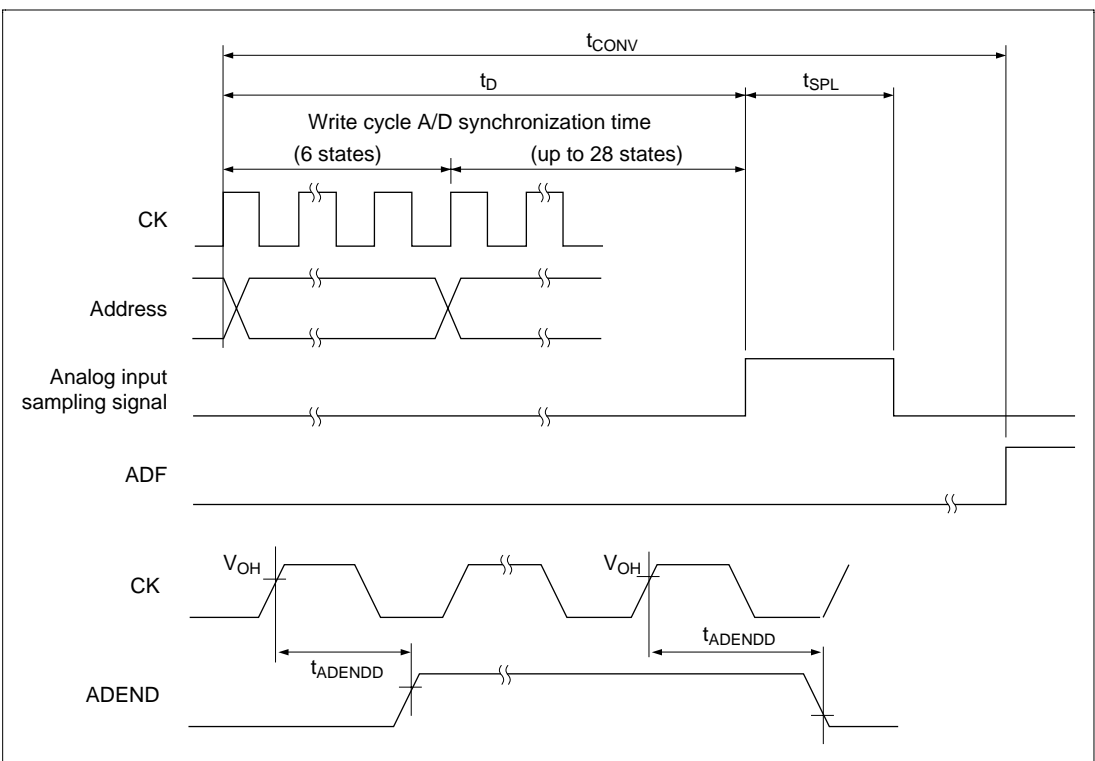 tCONV
tD
tSPL
Write cycle A/D synchronization time
(6 states)
(up to 28 states)
CK
Address
Analog input
sampling signal
ADF
VOH
VOH
CK
tADENDD
tADENDD
ADEND